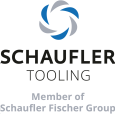 SCHAUFLER
TOOLING
Member of
Schaufler Fischer Group